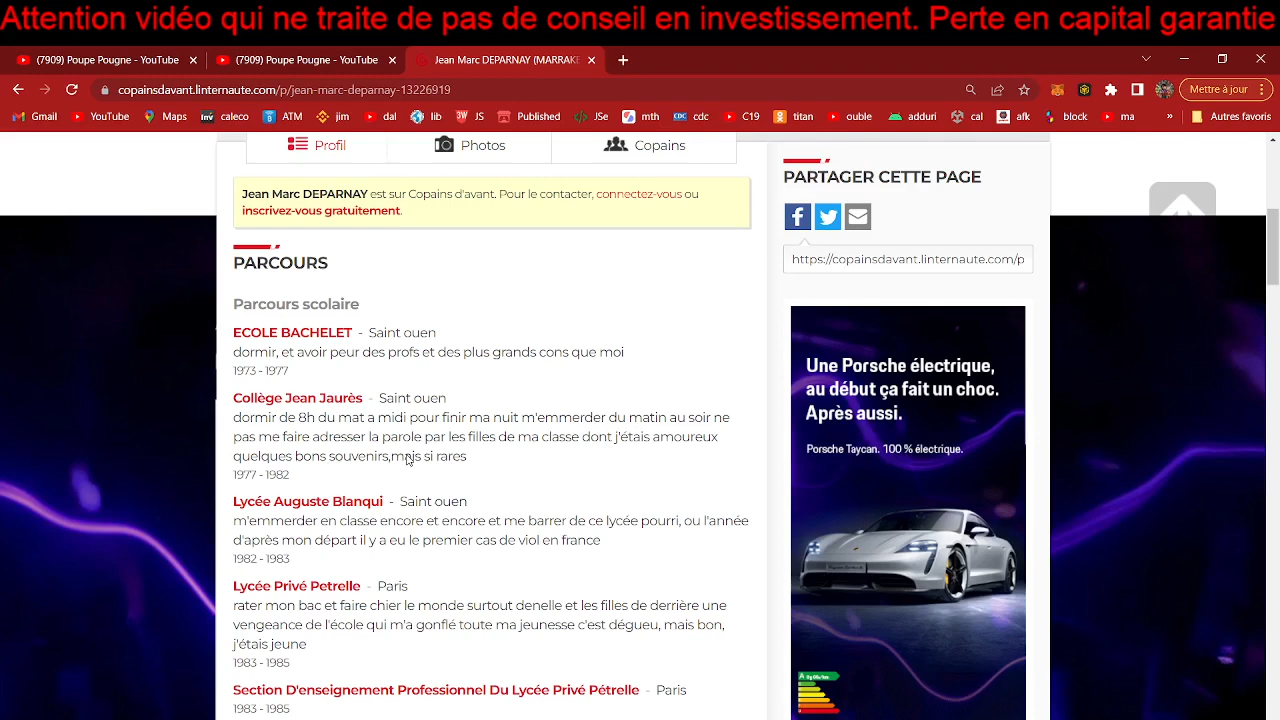 Attention vidéo qui ne traite de pas de conseil en investissement. Perte en capital garantie
(7909) Poupe Pougne - YouTube
(7909) Poupe Pougne - YouTube
Jean Marc DEPARNAY (MARRAKE
copainsdavant.linternaute.com/p/jean-marc-deparnay-13226919
Mettre à jour
Gmail YouTube Maps caleco ATM jim dal lib JS Published JSe mth cdc C19 titan ouble adduri cal afk block ma » Autres favoris
Profil
Photos
Copains
Jean Marc DEPARNAY est sur Copains d'avant. Pour le contacter, connectez-vous ou
inscrivez-vous gratuitement.
PARCOURS
Parcours scolaire
ECOLE BACHELET - Saint ouen
dormir, et avoir peur des profs et des plus grands cons que moi
1973 - 1977
Collège Jean Jaurès - Saint ouen
dormir de 8h du mat a midi pour finir ma nuit m'emmerder du matin au soir ne
pas me faire adresser la parole par les filles de ma classe dont j'étais amoureux
quelques bons souvenirs,mais si rares
1977 - 1982
Lycée Auguste Blanqui - Saint ouen
m'emmerder en classe encore et encore et me barrer de ce lycée pourri, ou l'année
d'après mon départ il y a eu le premier cas de viol en france
1982 - 1983
Lycée Privé Petrelle - Paris
rater mon bac et faire chier le monde surtout denelle et les filles de derrière une
vengeance de l'école qui m'a gonflé toute ma jeunesse c'est dégueu, mais bon,
j'étais jeune
1983 - 1985
Section D'enseignement Professionnel Du Lycée Privé Pétrelle - Paris
1983 - 1985
PARTAGER CETTE PAGE
https://copainsdavant.linternaute.com/p
Une Porsche électrique,
au début ça fait un choc.
Après aussi.
Porsche Taycan. 100 % électrique.